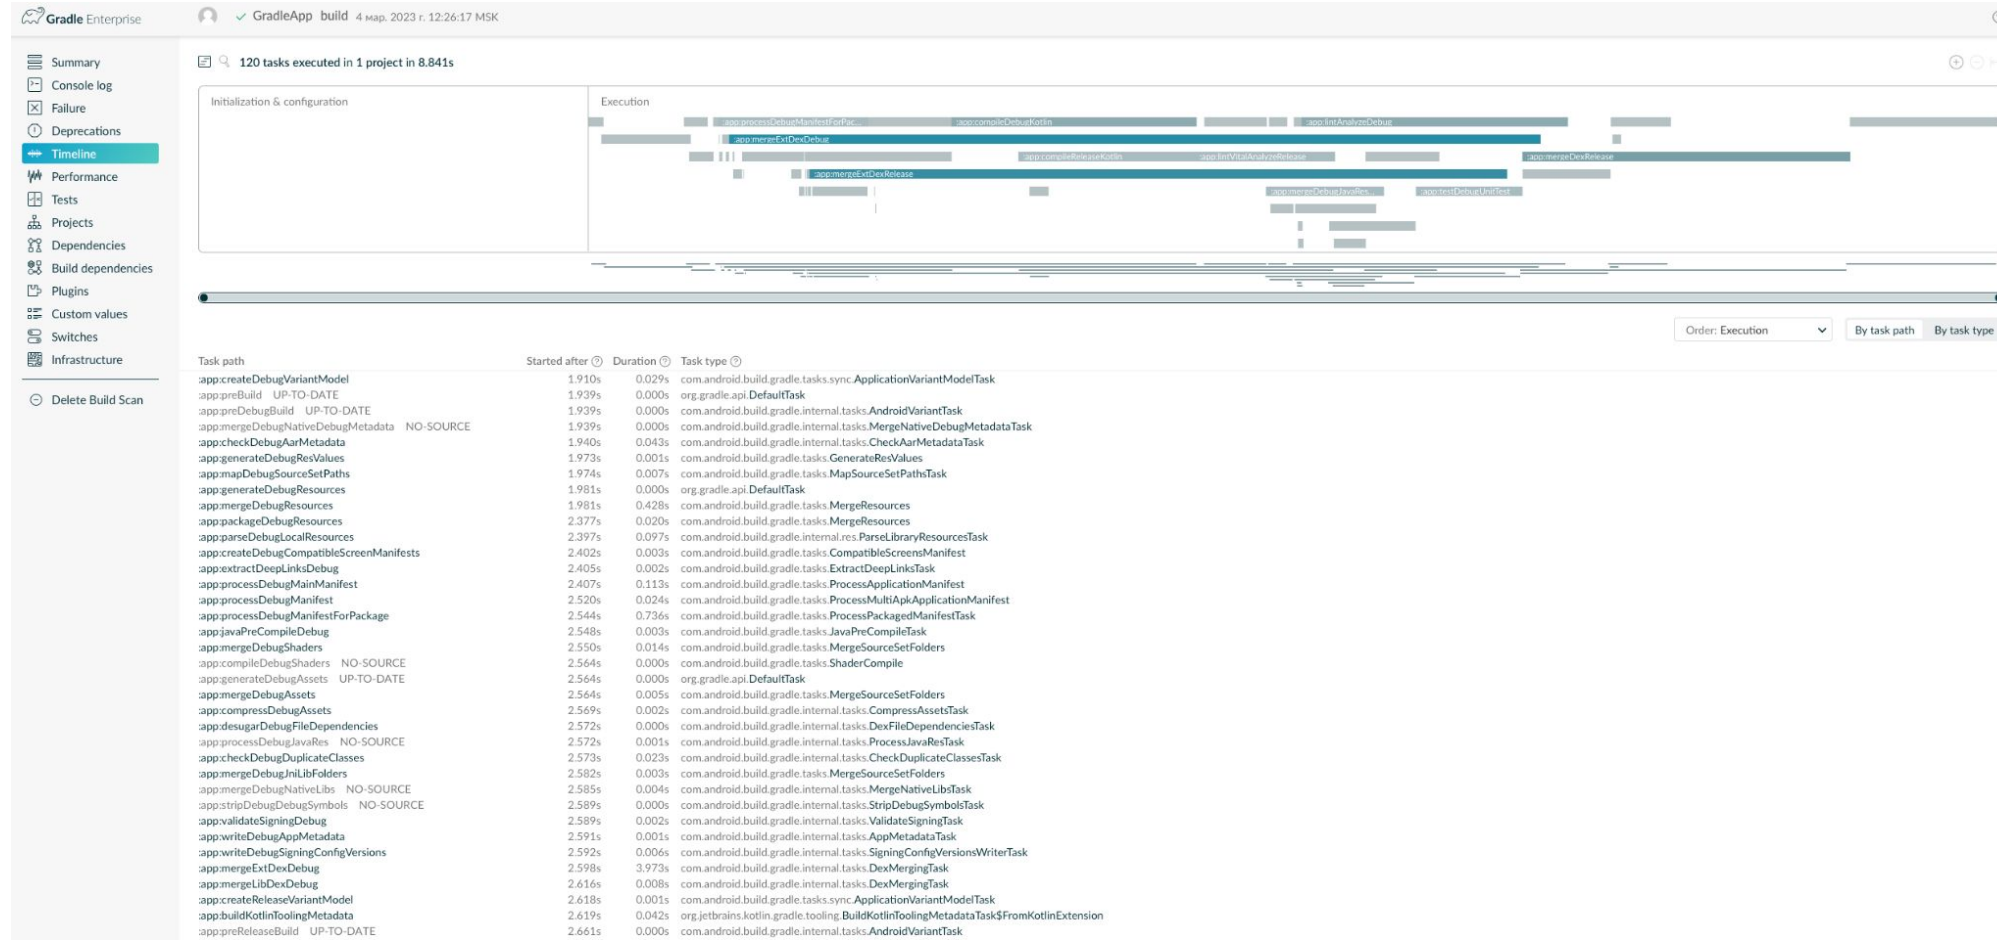 Gradle Enterprise
GradleApp build 4 мар. 2023 г. 12:26:17 MSK
Summary
Console log
Failure
Deprecations
Timeline
Performance
Tests
Projects
Dependencies
Build dependencies
Plugins
Custom values
Switches
Infrastructure
Delete Build Scan
120 tasks executed in 1 project in 8.841s
Initialization & configuration
Execution
:app:processDebugManifestForPac... :app:compileDebugKotlin :app:lintAnalyzeDebug
:app:mergeExtDexDebug
:app:compileReleaseKotlin :app:lintVitalAnalyzeRelease :app:mergeDexRelease
:app:mergeExtDexRelease
:app:mergeDebugJavaRes... :app:testDebugUnitTest
Order: Execution By task path By task type
Task path Started after Duration Task type
:app:createDebugVariantModel 1.910s 0.029s com.android.build.gradle.tasks.sync.ApplicationVariantModelTask
:app:preBuild UP-TO-DATE 1.939s 0.000s org.gradle.api.DefaultTask
:app:preDebugBuild UP-TO-DATE 1.939s 0.000s com.android.build.gradle.internal.tasks.AndroidVariantTask
:app:mergeDebugNativeDebugMetadata NO-SOURCE 1.939s 0.000s com.android.build.gradle.internal.tasks.MergeNativeDebugMetadataTask
:app:checkDebugAarMetadata 1.940s 0.043s com.android.build.gradle.internal.tasks.CheckAarMetadataTask
:app:generateDebugResValues 1.973s 0.001s com.android.build.gradle.tasks.GenerateResValues
:app:mapDebugSourceSetPaths 1.974s 0.007s com.android.build.gradle.tasks.MapSourceSetPathsTask
:app:generateDebugResources 1.981s 0.000s org.gradle.api.DefaultTask
:app:mergeDebugResources 1.981s 0.428s com.android.build.gradle.tasks.MergeResources
:app:packageDebugResources 2.377s 0.020s com.android.build.gradle.tasks.MergeResources
:app:parseDebugLocalResources 2.397s 0.097s com.android.build.gradle.internal.res.ParseLibraryResourcesTask
:app:createDebugCompatibleScreenManifests 2.402s 0.003s com.android.build.gradle.tasks.CompatibleScreensManifest
:app:extractDeepLinksDebug 2.405s 0.002s com.android.build.gradle.tasks.ExtractDeepLinksTask
:app:processDebugMainManifest 2.407s 0.113s com.android.build.gradle.tasks.ProcessApplicationManifest
:app:processDebugManifest 2.520s 0.024s com.android.build.gradle.tasks.ProcessMultiApkApplicationManifest
:app:processDebugManifestForPackage 2.544s 0.736s com.android.build.gradle.tasks.ProcessPackagedManifestTask
:app:javaPreCompileDebug 2.548s 0.003s com.android.build.gradle.tasks.JavaPreCompileTask
:app:mergeDebugShaders 2.550s 0.014s com.android.build.gradle.tasks.MergeSourceSetFolders
:app:compileDebugShaders NO-SOURCE 2.564s 0.000s com.android.build.gradle.tasks.ShaderCompile
:app:generateDebugAssets UP-TO-DATE 2.564s 0.000s org.gradle.api.DefaultTask
:app:mergeDebugAssets 2.564s 0.005s com.android.build.gradle.tasks.MergeSourceSetFolders
:app:compressDebugAssets 2.569s 0.002s com.android.build.gradle.internal.tasks.CompressAssetsTask
:app:desugarDebugFileDependencies 2.572s 0.000s com.android.build.gradle.internal.tasks.DexFileDependenciesTask
:app:processDebugJavaRes NO-SOURCE 2.572s 0.001s com.android.build.gradle.internal.tasks.ProcessJavaResTask
:app:checkDebugDuplicateClasses 2.573s 0.023s com.android.build.gradle.internal.tasks.CheckDuplicateClassesTask
:app:mergeDebugJniLibFolders 2.582s 0.003s com.android.build.gradle.tasks.MergeSourceSetFolders
:app:mergeDebugNativeLibs NO-SOURCE 2.585s 0.004s com.android.build.gradle.internal.tasks.MergeNativeLibsTask
:app:stripDebugDebugSymbols NO-SOURCE 2.589s 0.000s com.android.build.gradle.internal.tasks.StripDebugSymbolsTask
:app:validateSigningDebug 2.589s 0.002s com.android.build.gradle.internal.tasks.ValidateSigningTask
:app:writeDebugAppMetadata 2.591s 0.001s com.android.build.gradle.internal.tasks.AppMetadataTask
:app:writeDebugSigningConfigVersions 2.592s 0.006s com.android.build.gradle.internal.tasks.SigningConfigVersionsWriterTask
:app:mergeExtDexDebug 2.598s 3.973s com.android.build.gradle.internal.tasks.DexMergingTask
:app:mergeLibDexDebug 2.616s 0.008s com.android.build.gradle.internal.tasks.DexMergingTask
:app:createReleaseVariantModel 2.618s 0.001s com.android.build.gradle.tasks.sync.ApplicationVariantModelTask
:app:buildKotlinToolingMetadata 2.619s 0.042s org.jetbrains.kotlin.gradle.tooling.BuildKotlinToolingMetadataTask$FromKotlinExtension
:app:preReleaseBuild UP-TO-DATE 2.661s 0.000s com.android.build.gradle.internal.tasks.AndroidVariantTask